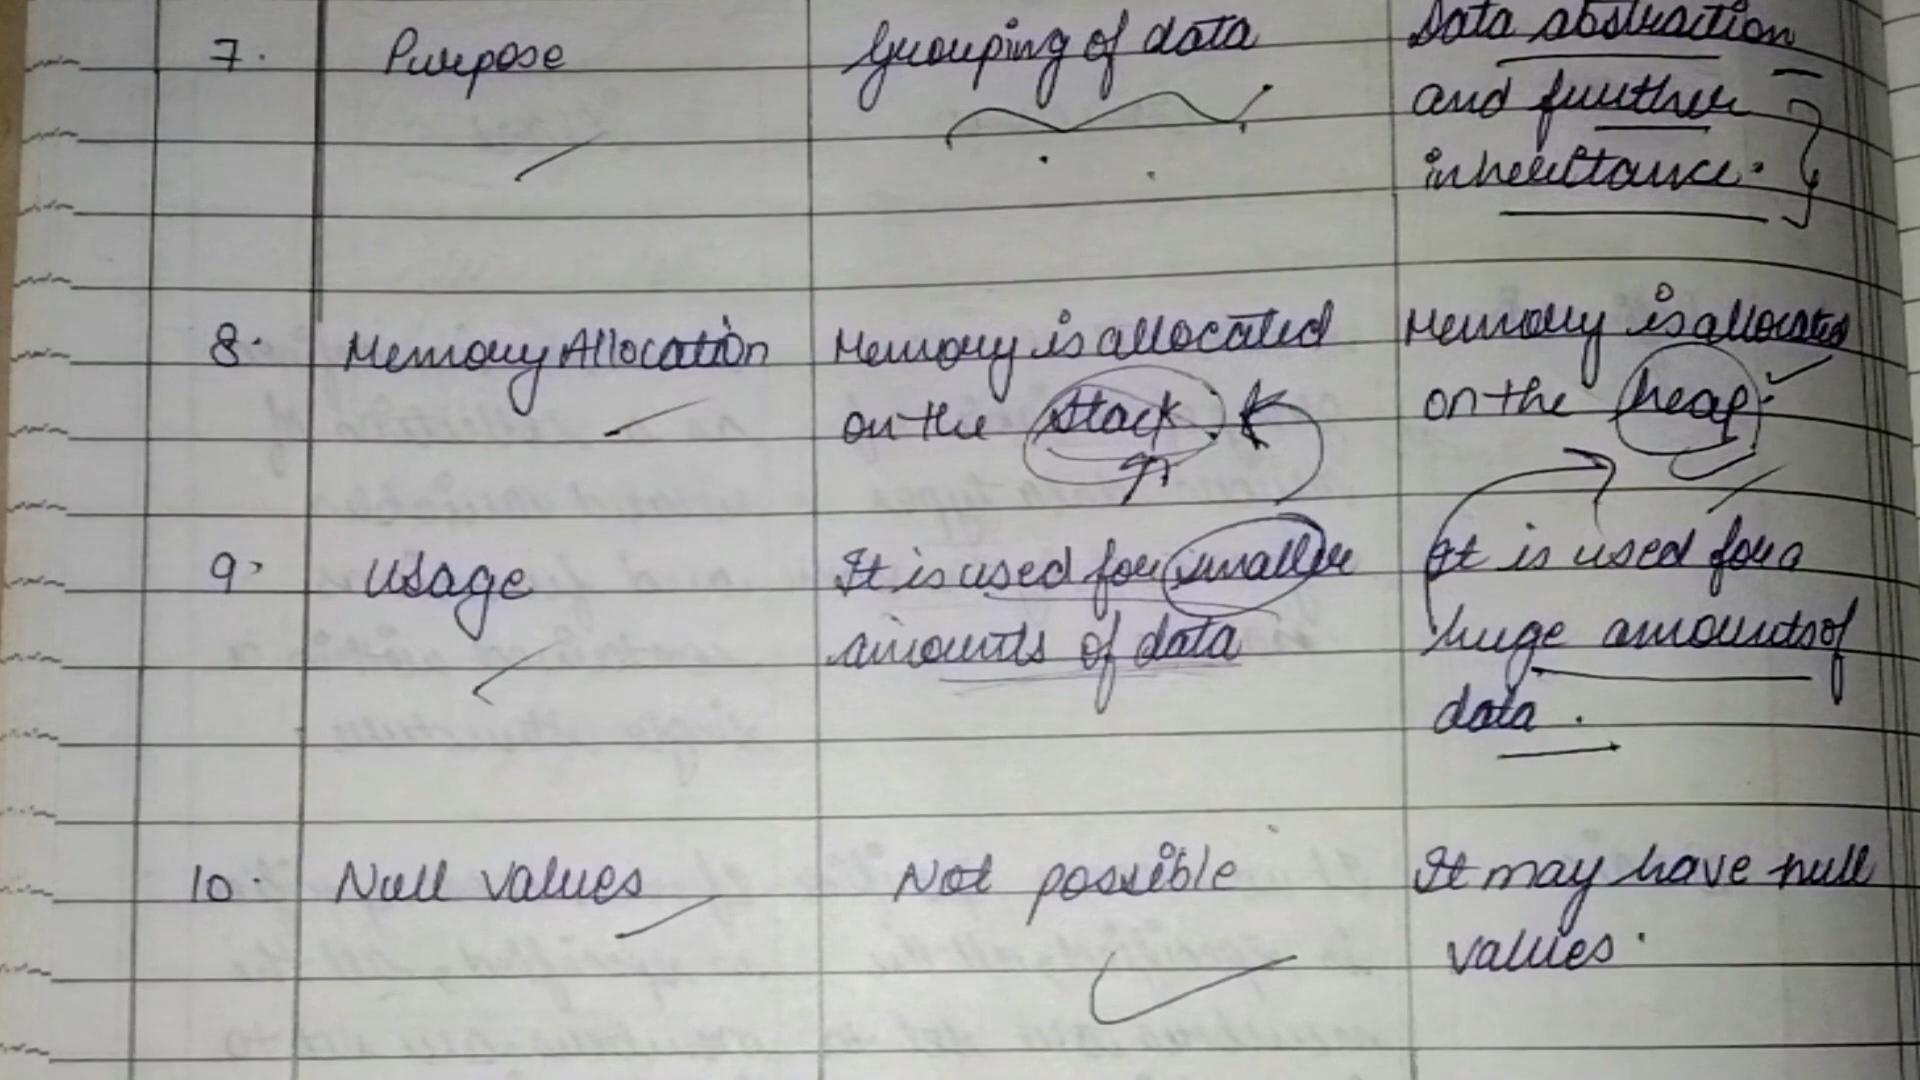 7. Purpose
Grouping of data
Data abstraction
and further
inheritance.
8. Memory Allocation
Memory is allocated
on the stack.
Memory is allocated
on the heap.
9. Usage
It is used for smaller
amounts of data
It is used for a
huge amounts of
data.
10. Null values
Not possible
It may have null
values.